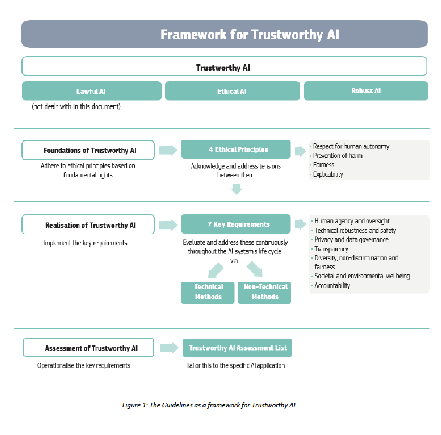 Framework for Trustworthy AI
Trustworthy AI
Lawful AI
Ethical AI
Robust AI
(not dealt with in this document)
Foundations of Trustworthy AI
Adhere to ethical principles based on
fundamental rights
4 Ethical Principles
Acknowledge and address tensions
between them
· Respect for human autonomy
· Prevention of harm
· Fairness
· Explicability
Realisation of Trustworthy AI
Implement the key requirements
7 Key Requirements
Evaluate and address these continuously
throughout the AI system's life cycle
via
Technical
Methods
Non-Technical
Methods
· Human agency and oversight
· Technical robustness and safety
· Privacy and data governance
· Transparency
· Diversity, non-discrimination and
fairness
· Societal and environmental wellbeing
· Accountability
Assessment of Trustworthy AI
Operationalise the key requirements
Trustworthy AI Assessment List
Tailor this to the specific AI application
Figure 1: The Guidelines as a framework for Trustworthy AI